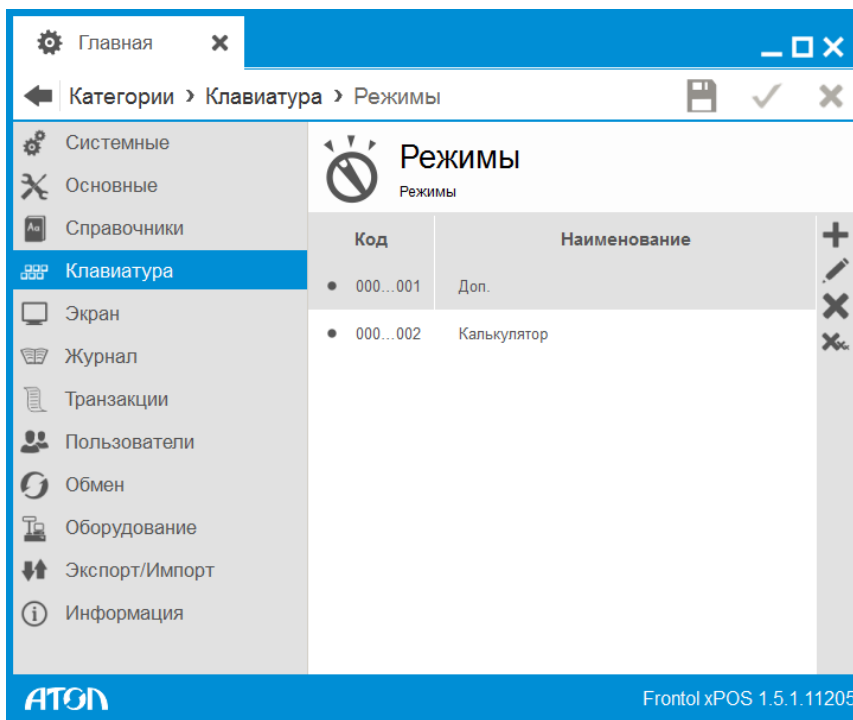 Главная
Категории › Клавиатура › Режимы
Системные
Основные
Справочники
Клавиатура
Экран
Журнал
Транзакции
Пользователи
Обмен
Оборудование
Экспорт/Импорт
Информация
Режимы
Режимы
Код Наименование
000...001 Доп.
000...002 Калькулятор
ATOL Frontol xPOS 1.5.1.11205